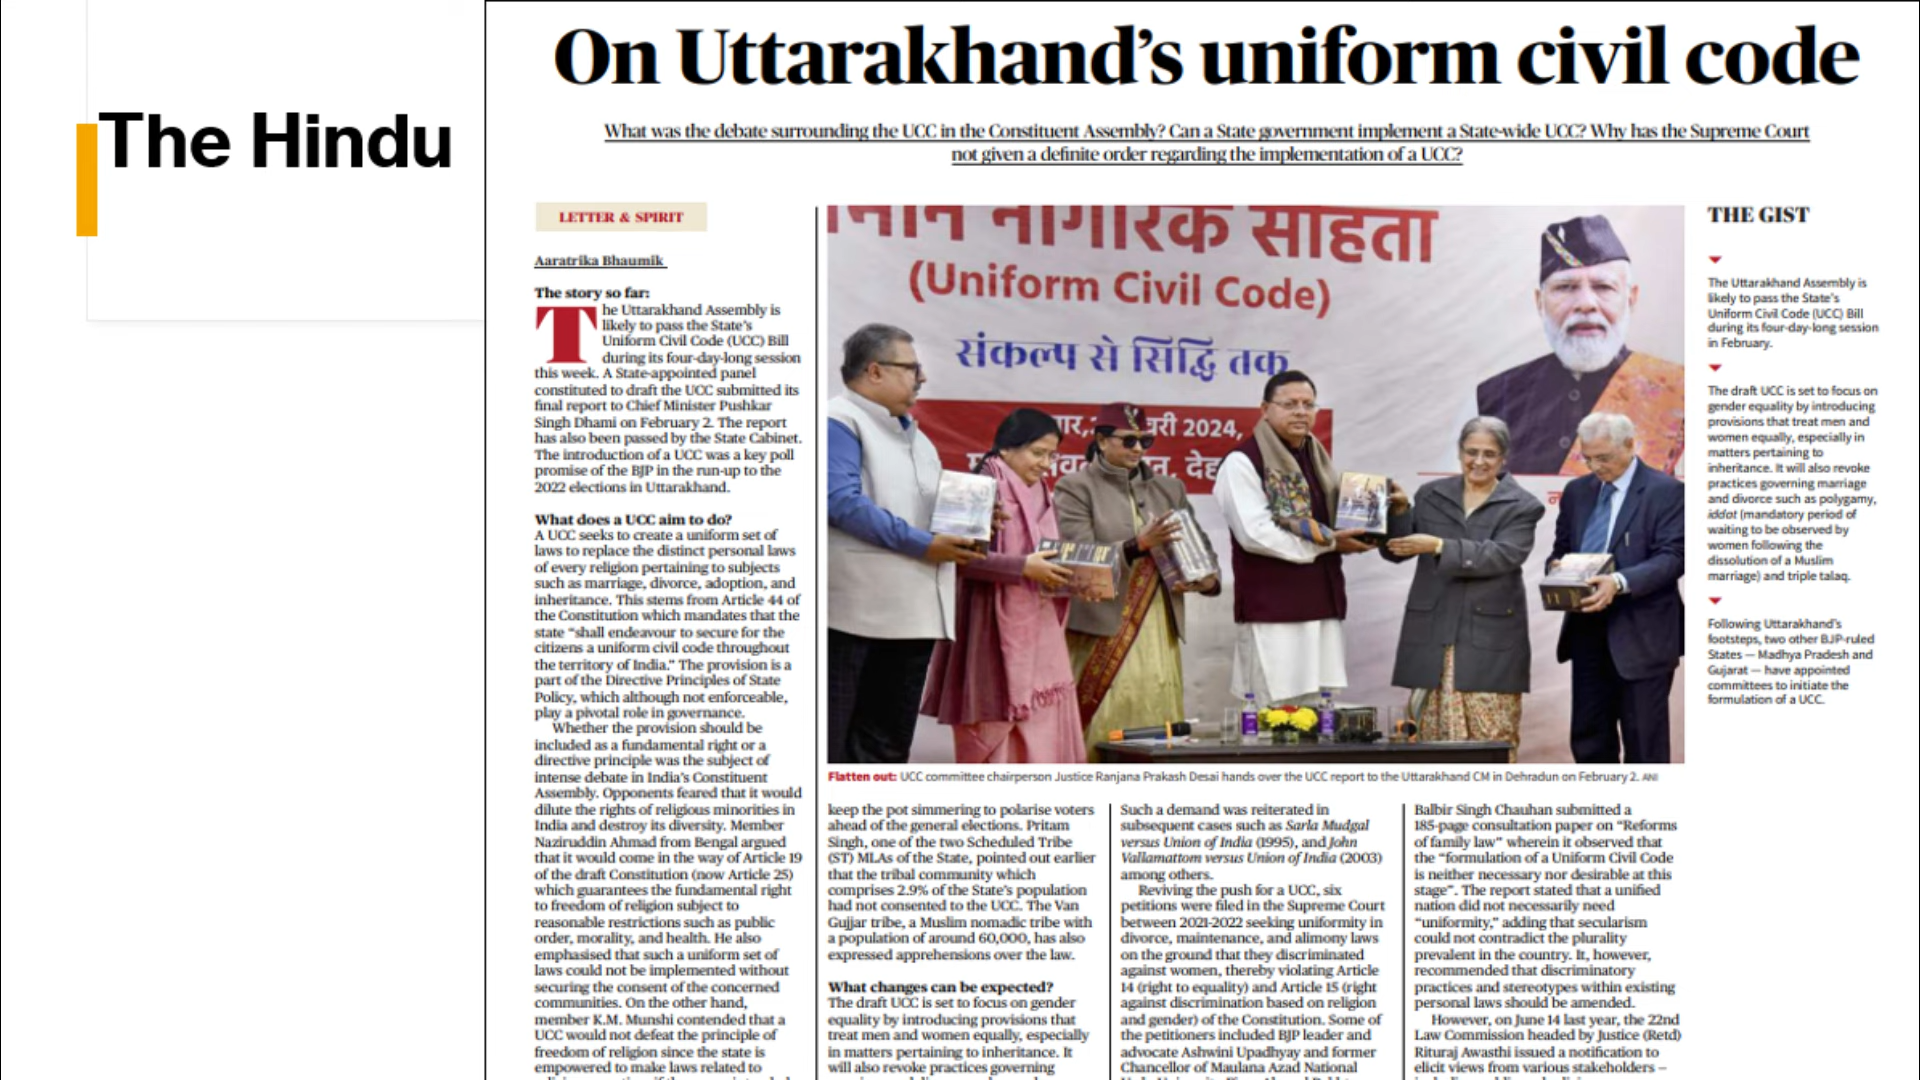 The Hindu
On Uttarakhand’s uniform civil code
What was the debate surrounding the UCC in the Constituent Assembly? Can a State government implement a State-wide UCC? Why has the Supreme Court
not given a definite order regarding the implementation of a UCC?
LETTER & SPIRIT
Aaratrika Bhaumik
The story so far:
The Uttarakhand Assembly is
likely to pass the State’s
Uniform Civil Code (UCC) Bill
during its four-day-long session
this week. A State-appointed panel
constituted to draft the UCC submitted its
final report to Chief Minister Pushkar
Singh Dhami on February 2. The report
has also been passed by the State Cabinet.
The introduction of a UCC was a key poll
promise of the BJP in the run-up to the
2022 elections in Uttarakhand.
What does a UCC aim to do?
A UCC seeks to create a uniform set of
laws to replace the distinct personal laws
of every religion pertaining to subjects
such as marriage, divorce, adoption, and
inheritance. This stems from Article 44 of
the Constitution which mandates that the
state “shall endeavour to secure for the
citizens a uniform civil code throughout
the territory of India.” The provision is a
part of the Directive Principles of State
Policy, which although not enforceable,
play a pivotal role in governance.
Whether the provision should be
included as a fundamental right or a
directive principle was the subject of
intense debate in India’s Constituent
Assembly. Opponents feared that it would
dilute the rights of religious minorities in
India and destroy its diversity. Member
Naziruddin Ahmad from Bengal argued
that it would come in the way of Article 19
of the draft Constitution (now Article 25)
which guarantees the fundamental right
to freedom of religion subject to
reasonable restrictions such as public
order, morality, and health. He also
emphasised that such a uniform set of
laws could not be implemented without
securing the consent of the concerned
communities. On the other hand,
member K.M. Munshi contended that a
UCC would not defeat the principle of
freedom of religion since the state is
empowered to make laws related to
नागरिक
(Uniform Civil Code)
संकल्प से सिद्धि तक
2024,
Flatten out: UCC committee chairperson Justice Ranjana Prakash Desai hands over the UCC report to the Uttarakhand CM in Dehradun on February 2. ANI
keep the pot simmering to polarise voters
ahead of the general elections. Pritam
Singh, one of the two Scheduled Tribe
(ST) MLAs of the State, pointed out earlier
that the tribal community which
comprises 2.9% of the State’s population
had not consented to the UCC. The Van
Gujjar tribe, a Muslim nomadic tribe with
a population of around 60,000, has also
expressed apprehensions over the law.
What changes can be expected?
The draft UCC is set to focus on gender
equality by introducing provisions that
treat men and women equally, especially
in matters pertaining to inheritance. It
will also revoke practices governing
Such a demand was reiterated in
subsequent cases such as Sarla Mudgal
versus Union of India (1995), and John
Vallamattom versus Union of India (2003)
among others.
Reviving the push for a UCC, six
petitions were filed in the Supreme Court
between 2021-2022 seeking uniformity in
divorce, maintenance, and alimony laws
on the ground that they discriminated
against women, thereby violating Article
14 (right to equality) and Article 15 (right
against discrimination based on religion
and gender) of the Constitution. Some of
the petitioners included BJP leader and
advocate Ashwini Upadhyay and former
Chancellor of Maulana Azad National
Balbir Singh Chauhan submitted a
185-page consultation paper on “Reforms
of family law” wherein it observed that
the “formulation of a Uniform Civil Code
is neither necessary nor desirable at this
stage”. The report stated that a unified
nation did not necessarily need
“uniformity,” adding that secularism
could not contradict the plurality
prevalent in the country. It, however,
recommended that discriminatory
practices and stereotypes within existing
personal laws should be amended.
However, on June 14 last year, the 22nd
Law Commission headed by Justice (Retd)
Rituraj Awasthi issued a notification to
elicit views from various stakeholders —
THE GIST
The Uttarakhand Assembly is
likely to pass the State’s
Uniform Civil Code (UCC) Bill
during its four-day-long session
in February.
The draft UCC is set to focus on
gender equality by introducing
provisions that treat men and
women equally, especially in
matters pertaining to
inheritance. It will also revoke
practices governing marriage
and divorce such as polygamy,
iddat (mandatory period of
waiting to be observed by
women following the
dissolution of a Muslim
marriage) and triple talaq.
Following Uttarakhand’s
footsteps, two other BJP-ruled
States — Madhya Pradesh and
Gujarat — have appointed
committees to initiate the
formulation of a UCC.